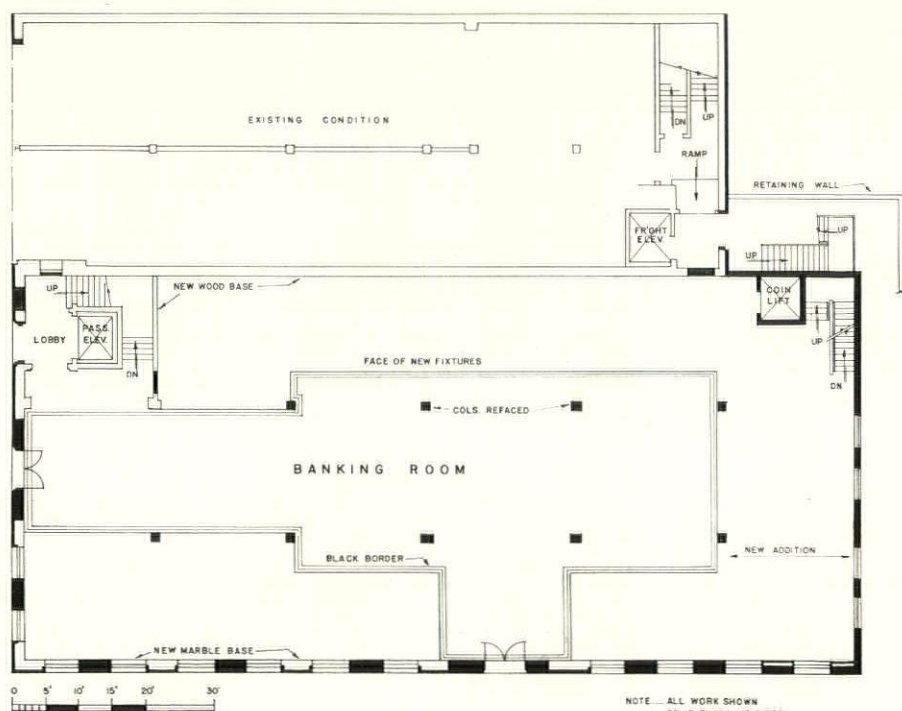 EXISTING CONDITION
DN
UP
RAMP
RETAINING WALL
FRGHT
ELEV.
UP
UP
UP
NEW WOOD BASE
COIN
LIFT
LOBBY
PASS.
ELEV.
UP
DN
FACE OF NEW FIXTURES
DN
COLS. REFACED
BANKING ROOM
BLACK BORDER
NEW ADDITION
NEW MARBLE BASE
0 5' 10' 15' 20' 30'
NOTE... ALL WORK SHOWN